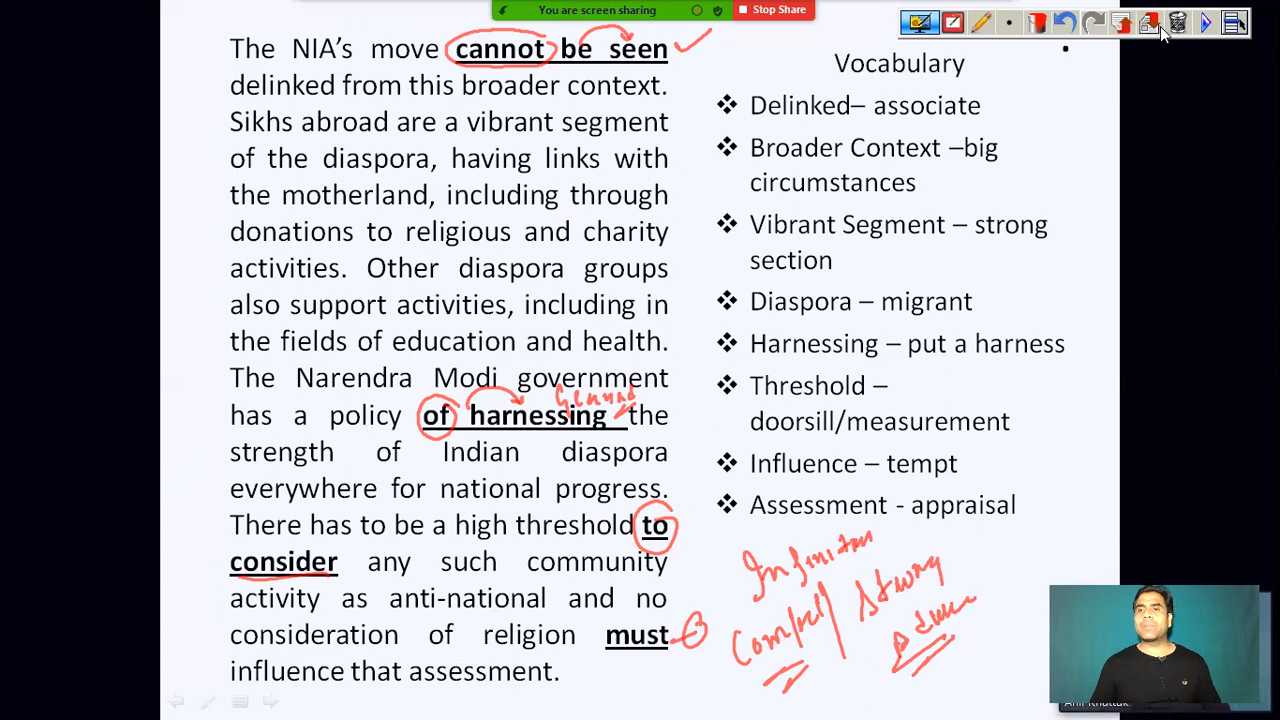 You are screen sharing
Stop Share
The NIA's move cannot be seen
delinked from this broader context.
Sikhs abroad are a vibrant segment
of the diaspora, having links with
the motherland, including through
donations to religious and charity
activities. Other diaspora groups
also support activities, including in
the fields of education and health.
The Narendra Modi government
has a policy of harnessing the
strength of Indian diaspora
everywhere for national progress.
There has to be a high threshold to
consider any such community
activity as anti-national and no
consideration of religion must
influence that assessment.
Vocabulary
❖ Delinked– associate
❖ Broader Context –big
circumstances
❖ Vibrant Segment – strong
section
❖ Diaspora – migrant
❖ Harnessing – put a harness
❖ Threshold –
doorsill/measurement
❖ Influence – tempt
❖ Assessment - appraisal
Strong